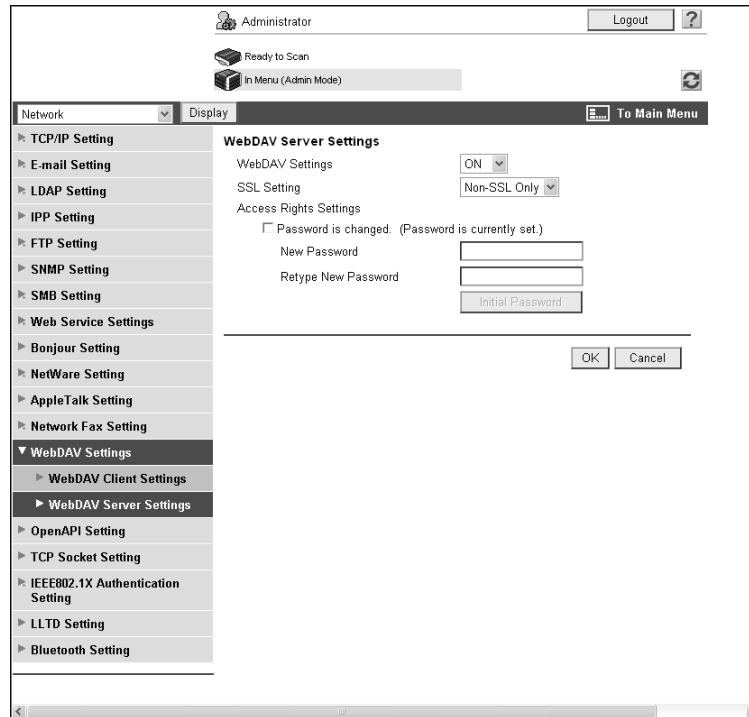 Administrator
Logout
?
Ready to Scan
In Menu (Admin Mode)
Network
Display
To Main Menu
TCP/IP Setting
E-mail Setting
LDAP Setting
IPP Setting
FTP Setting
SNMP Setting
SMB Setting
Web Service Settings
Bonjour Setting
NetWare Setting
AppleTalk Setting
Network Fax Setting
WebDAV Settings
WebDAV Client Settings
WebDAV Server Settings
OpenAPI Setting
TCP Socket Setting
IEEE802.1X Authentication
Setting
LLTD Setting
Bluetooth Setting
WebDAV Server Settings
WebDAV Settings ON
SSL Setting Non-SSL Only
Access Rights Settings
Password is changed. (Password is currently set.)
New Password
Retype New Password
Initial Password
OK Cancel